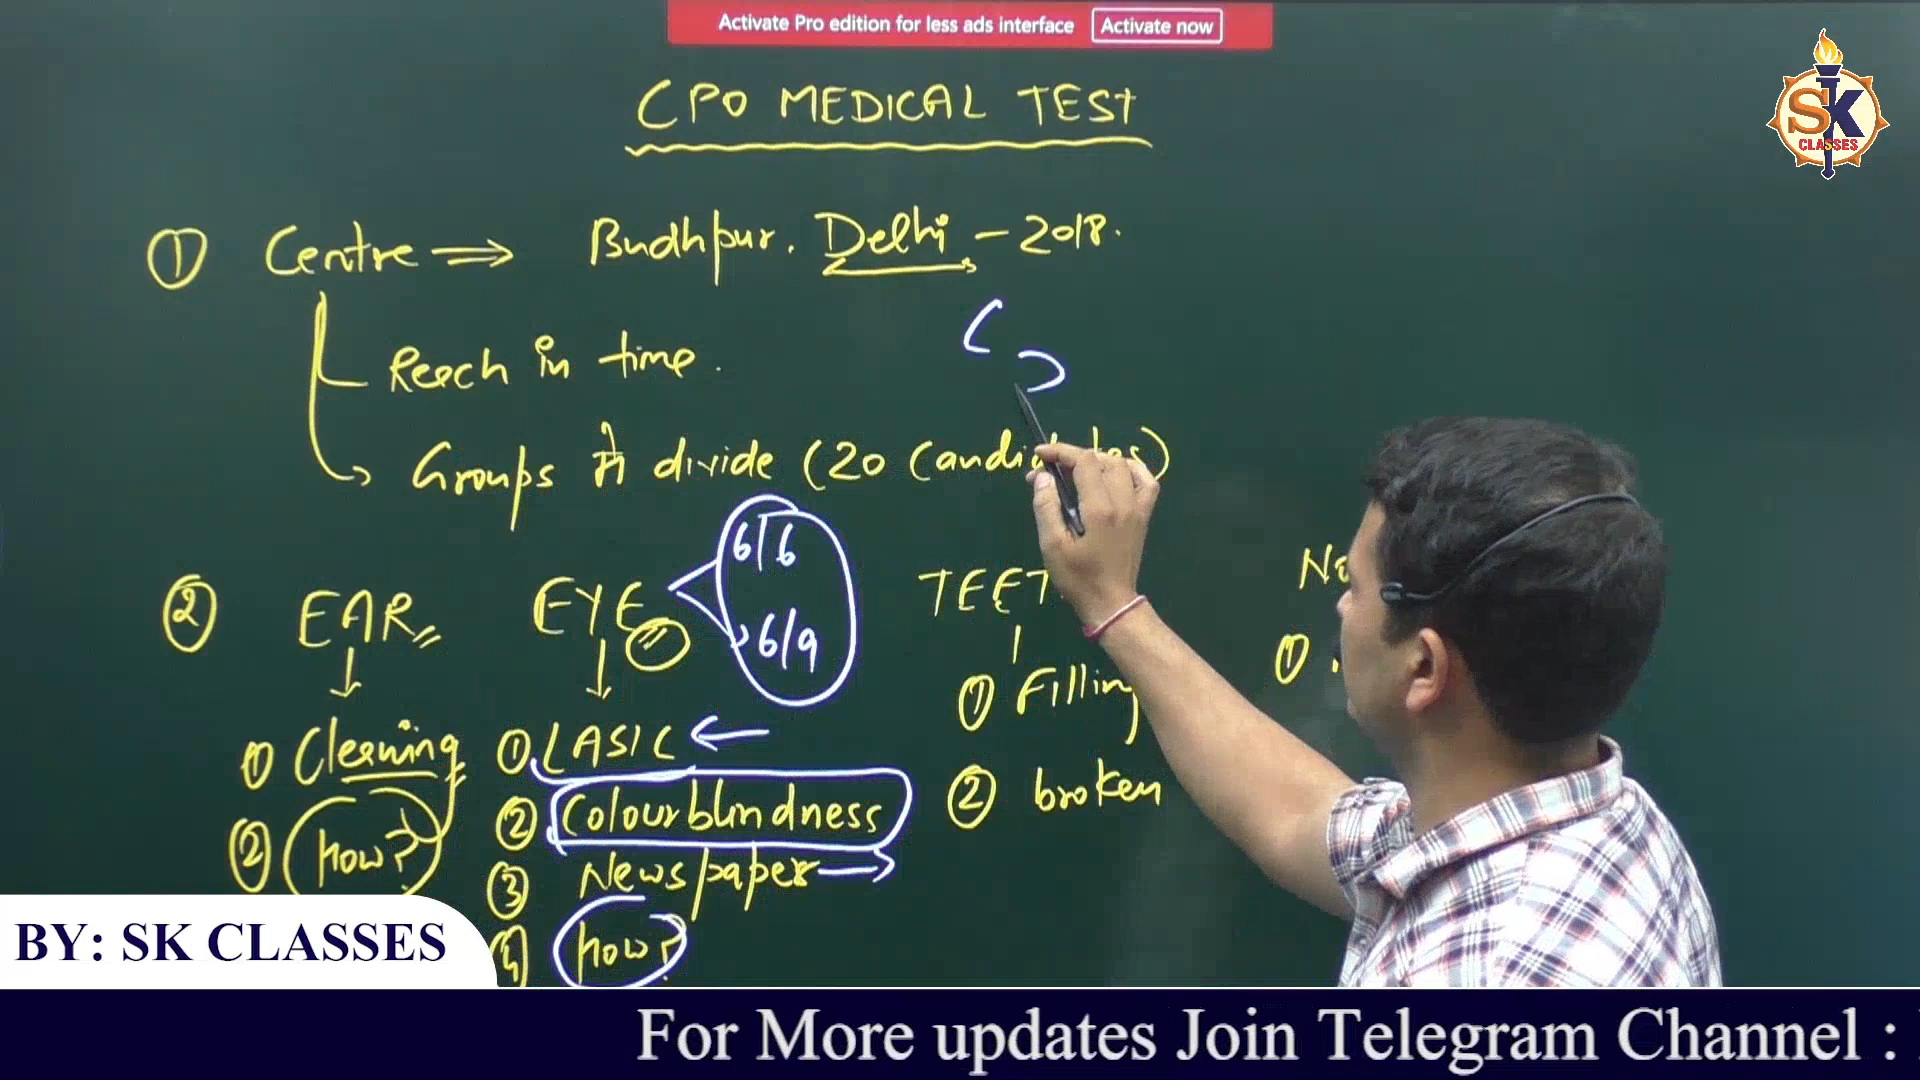 Activate Pro edition for less ads interface Activate now
SK
CLASSES
CPO MEDICAL TEST
① Centre ⇒ Budhpur. Delhi - 2018.
Reach in time.
Groups में divide (20 Candidates)
② EAR EYE 6/6 6/9 TEET
① Cleaning ① LASIC ← ① Filling ①
② how? ② Colourblindness ② broken
③ Newspaper →
④ how?
BY: SK CLASSES
For More updates Join Telegram Channel :